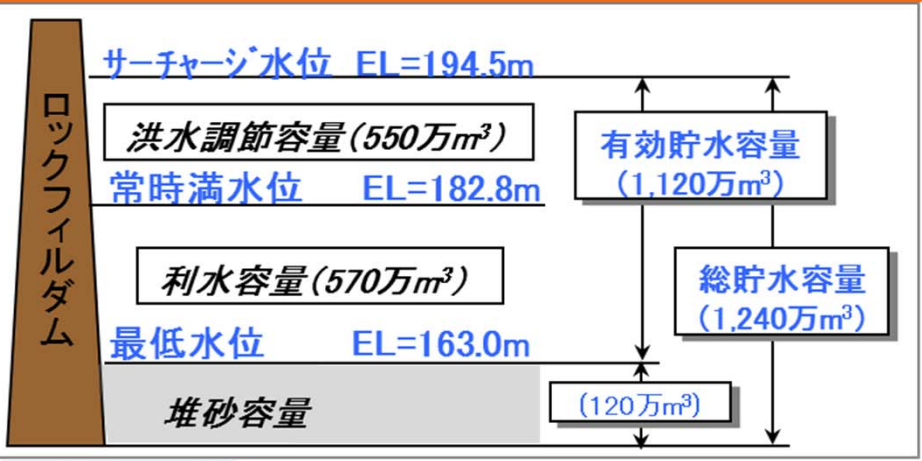 サーチャージ水位 EL=194.5m
洪水調節容量(550万m³)
常時満水位 EL=182.8m
利水容量(570万m³)
最低水位 EL=163.0m
堆砂容量
ロックフィルダム
有効貯水容量
(1,120万m³)
総貯水容量
(1,240万m³)
(120万m³)